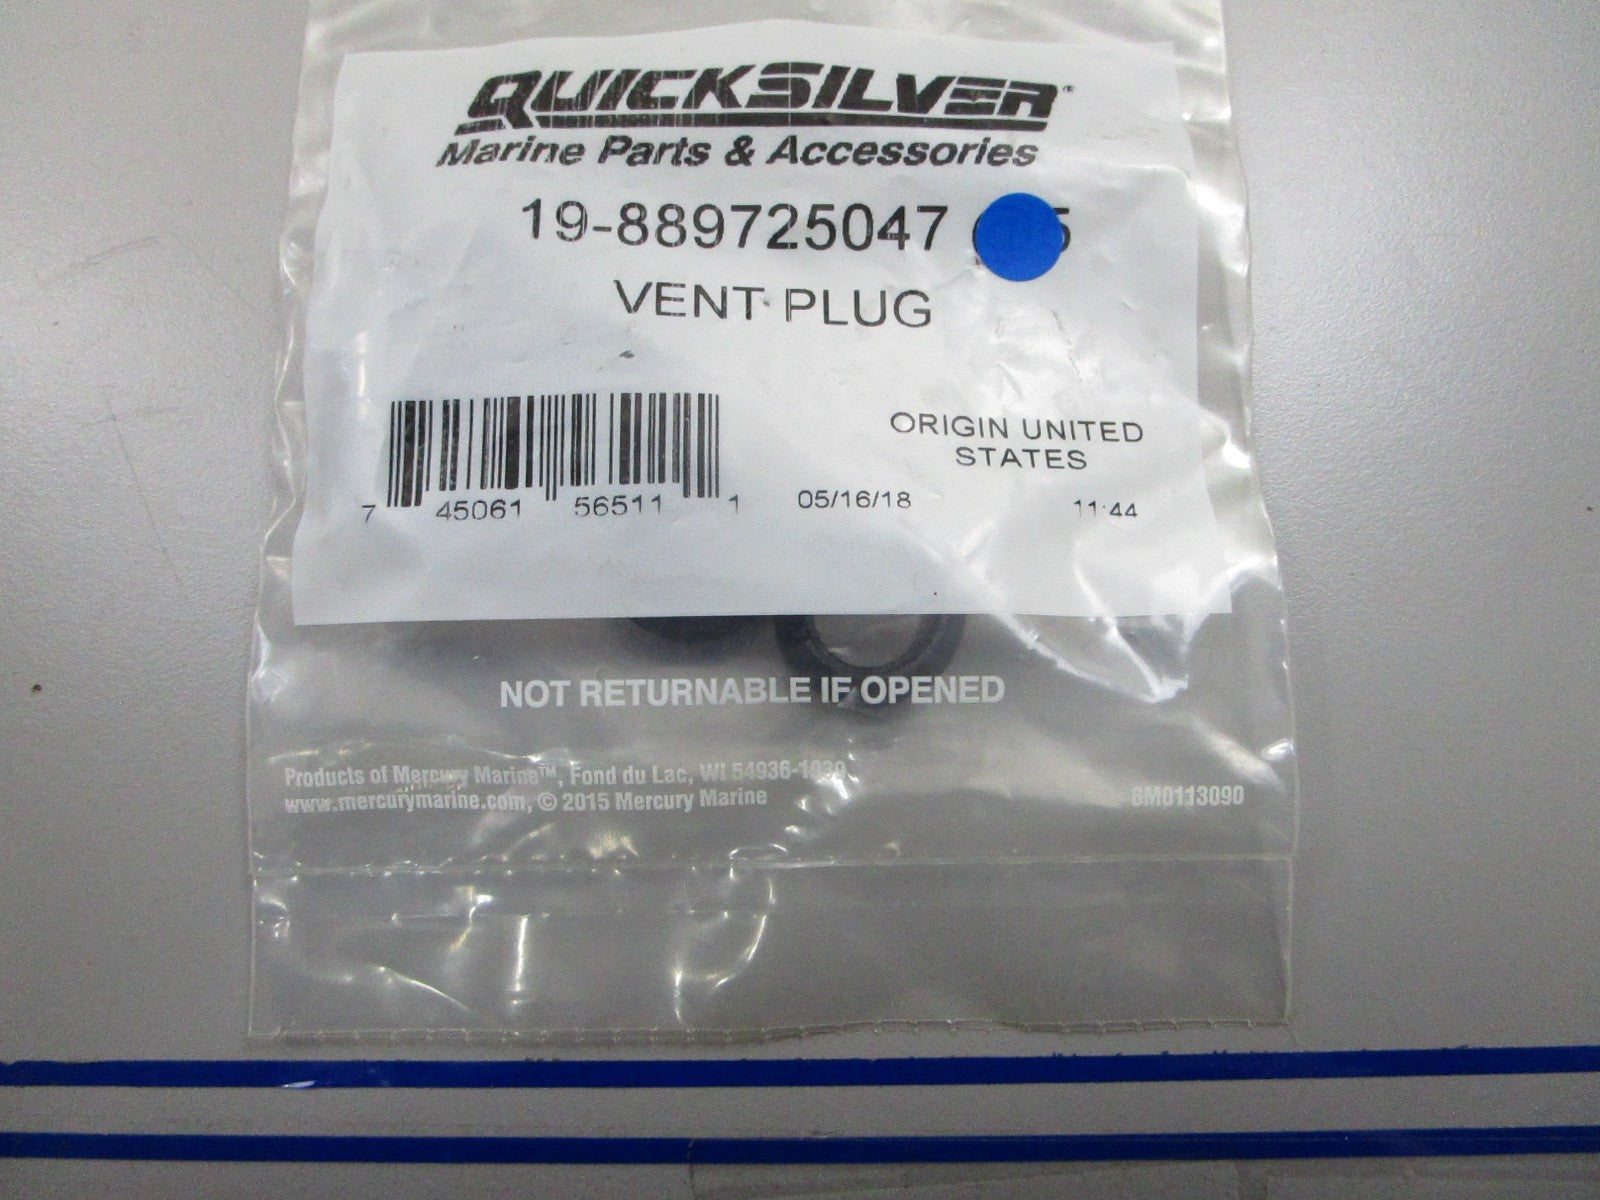 QUICKSILVER
Marine Parts & Accessories
19-889725047
VENT PLUG
ORIGIN UNITED
STATES
7 45061 56511 1
05/16/18 11:44
NOT RETURNABLE IF OPENED
Products of Mercury Marine™, Fond du Lac, WI 54936-1939
www.mercurymarine.com, © 2015 Mercury Marine
8M0113090